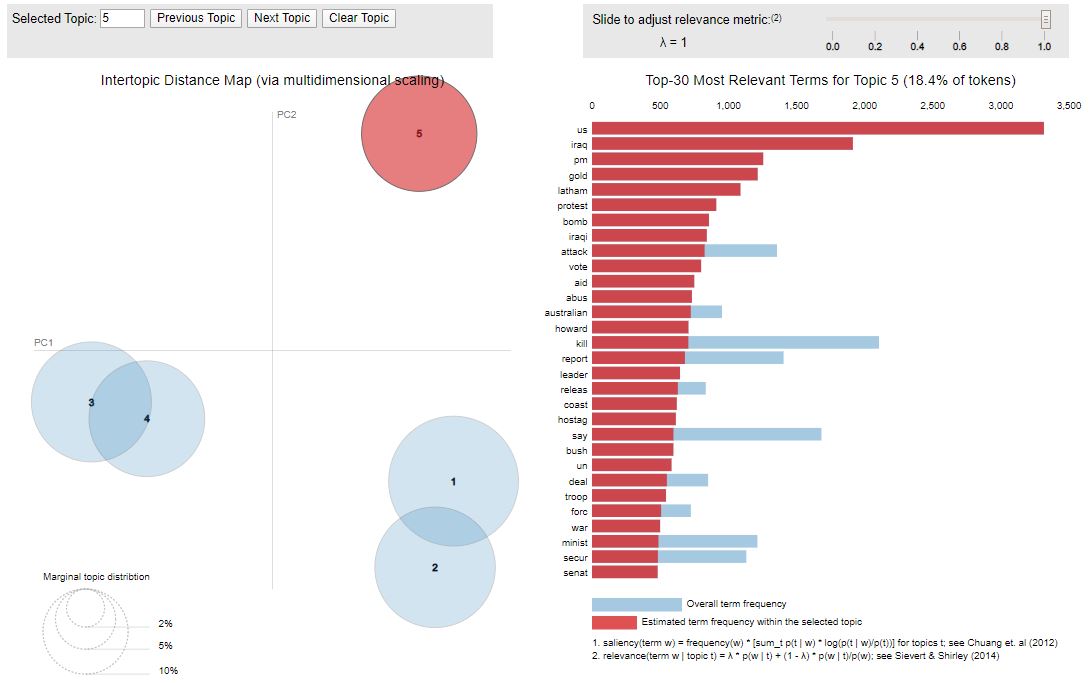 Selected Topic: 5 Previous Topic Next Topic Clear Topic
Slide to adjust relevance metric:(2)
λ = 1
0.0 0.2 0.4 0.6 0.8 1.0
Intertopic Distance Map (via multidimensional scaling)
PC2
PC1
5
3
4
1
2
Marginal topic distribtion
2%
5%
10%
Top-30 Most Relevant Terms for Topic 5 (18.4% of tokens)
0 500 1,000 1,500 2,000 2,500 3,000 3,500
us
iraq
pm
gold
latham
protest
bomb
iraqi
attack
vote
aid
abus
australian
howard
kill
report
leader
releas
coast
hostag
say
bush
un
deal
troop
forc
war
minist
secur
senat
Overall term frequency
Estimated term frequency within the selected topic
1. saliency(term w) = frequency(w) * [sum_t p(t | w) * log(p(t | w)/p(t))] for topics t; see Chuang et. al (2012)
2. relevance(term w | topic t) = λ * p(w | t) + (1 - λ) * p(w | t)/p(w); see Sievert & Shirley (2014)